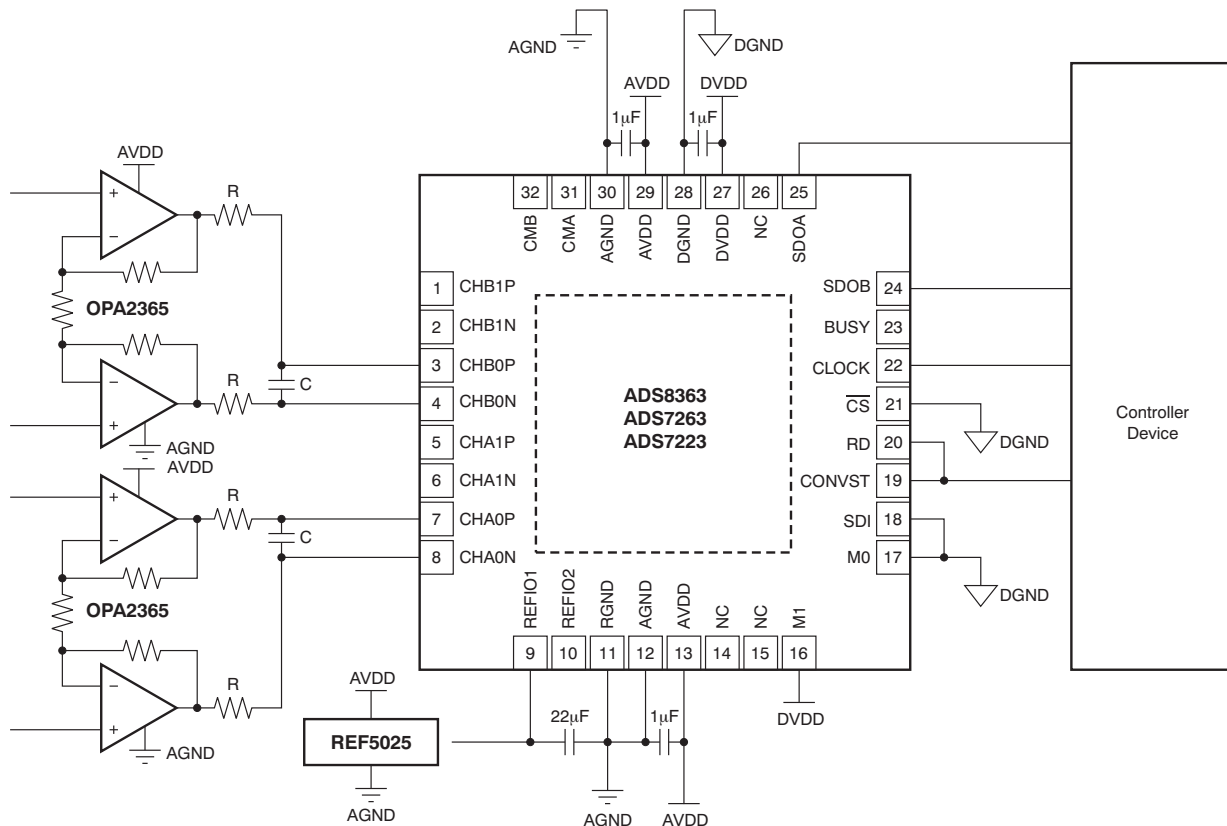 AGND
DGND
AVDD
DVDD
1μF
1μF
AVDD
R
32
31
30
29
28
27
26
25
CMB
CMA
AGND
AVDD
DGND
DVDD
NC
SDOA
OPA2365
R
C
AGND
AVDD
R
C
OPA2365
R
AGND
1 CHB1P
2 CHB1N
3 CHB0P
4 CHB0N
5 CHA1P
6 CHA1N
7 CHA0P
8 CHA0N
ADS8363
ADS7263
ADS7223
SDOB 24
BUSY 23
CLOCK 22
CS 21
RD 20
CONVST 19
SDI 18
M0 17
DGND
DGND
Controller
Device
REFIO1
REFIO2
RGND
AGND
AVDD
NC
NC
M1
9
10
11
12
13
14
15
16
AVDD
REF5025
AGND
22μF
1μF
DVDD
AGND
AVDD